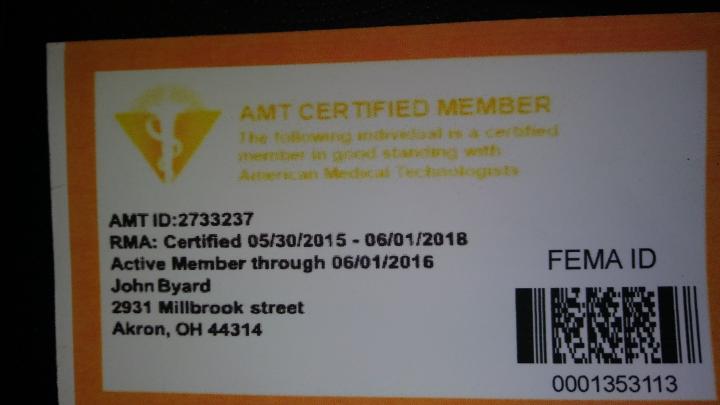 AMT CERTIFIED MEMBER
The following individual is a certified
member in good standing with
American Medical Technologists
AMT ID:2733237
RMA: Certified 05/30/2015 - 06/01/2018
Active Member through 06/01/2016
John Byard
2931 Millbrook street
Akron, OH 44314
FEMA ID
0001353113